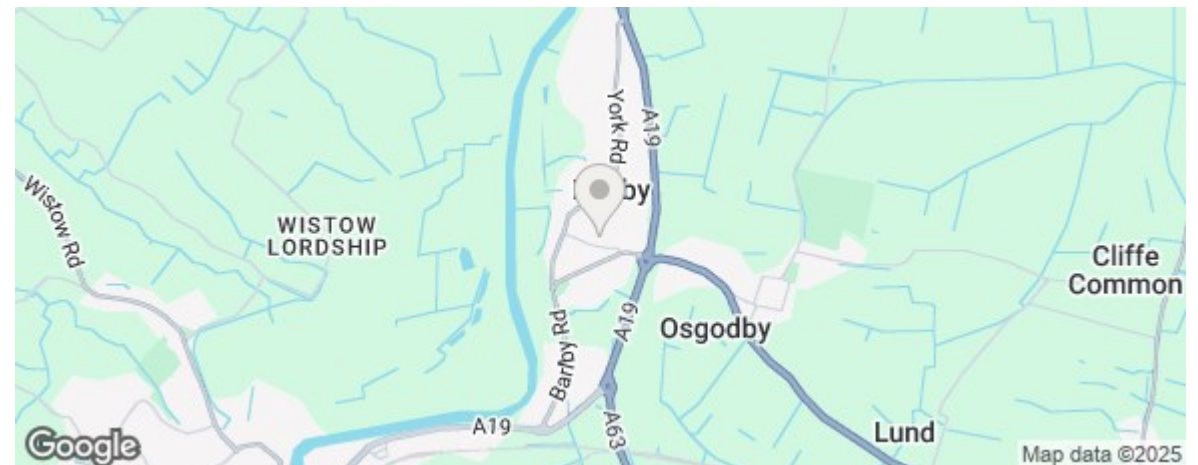 York Rd
A19
by
Wistow Rd
WISTOW
LORDSHIP
Cliffe
Common
A19
Osgodby
Barlby Rd
A19
A63
Lund
Google
Map data ©2025